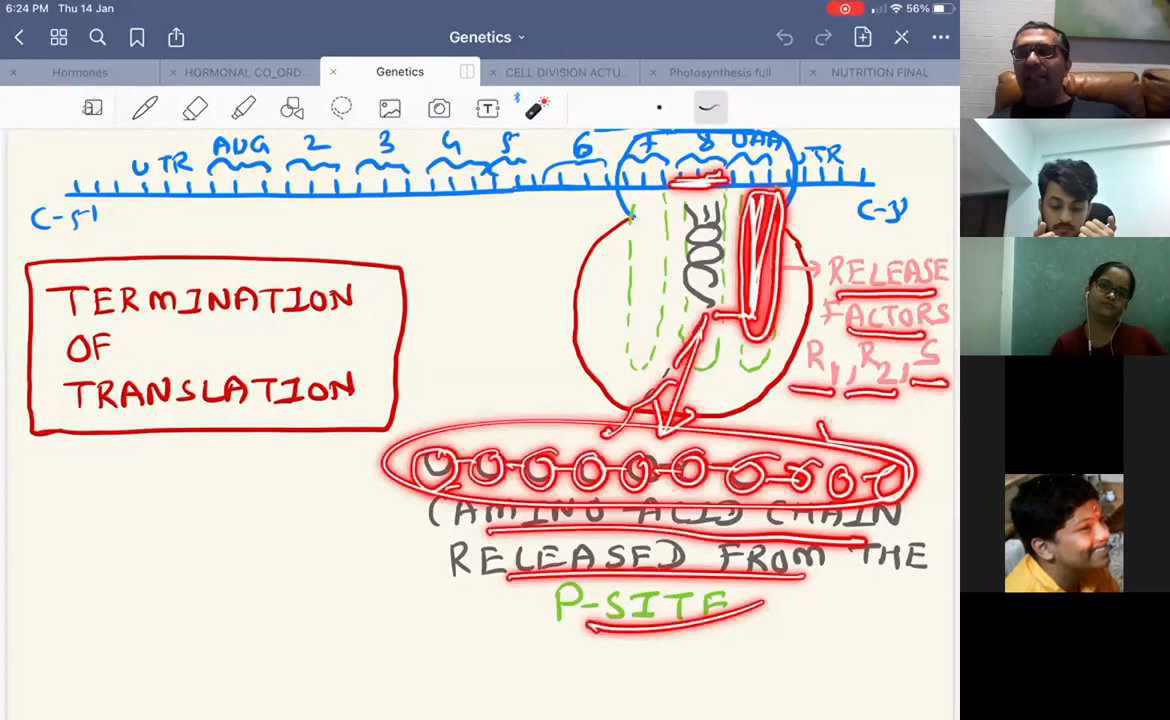 6:24 PM Thu 14 Jan
56%
Genetics
Hormones
HORMONAL CO_ORD...
Genetics
CELL DIVISION ACTU...
Photosynthesis full
NUTRITION FINAL
UTR AUG 2 3 4 5 6 7 8 UAA UTR
C-5'
C-3'
TERMINATION
OF
TRANSLATION
RELEASE
FACTORS
R1, R2, S
(AMINO ACID CHAIN
RELEASED FROM THE
P-SITE